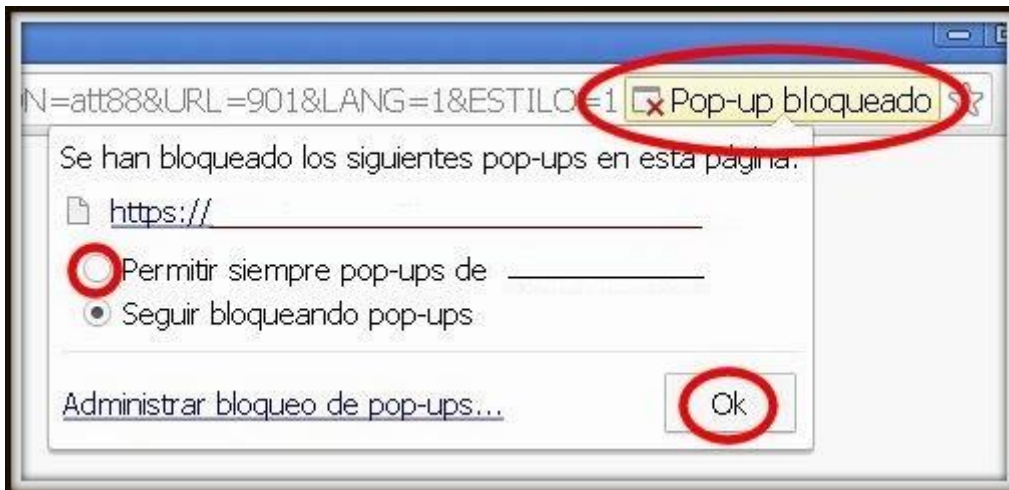 N=att88&URL=901&LANG=1&ESTILO=1 Pop-up bloqueado
Se han bloqueado los siguientes pop-ups en esta página:
https://
Permitir siempre pop-ups de
Seguir bloqueando pop-ups
Administrar bloqueo de pop-ups... Ok